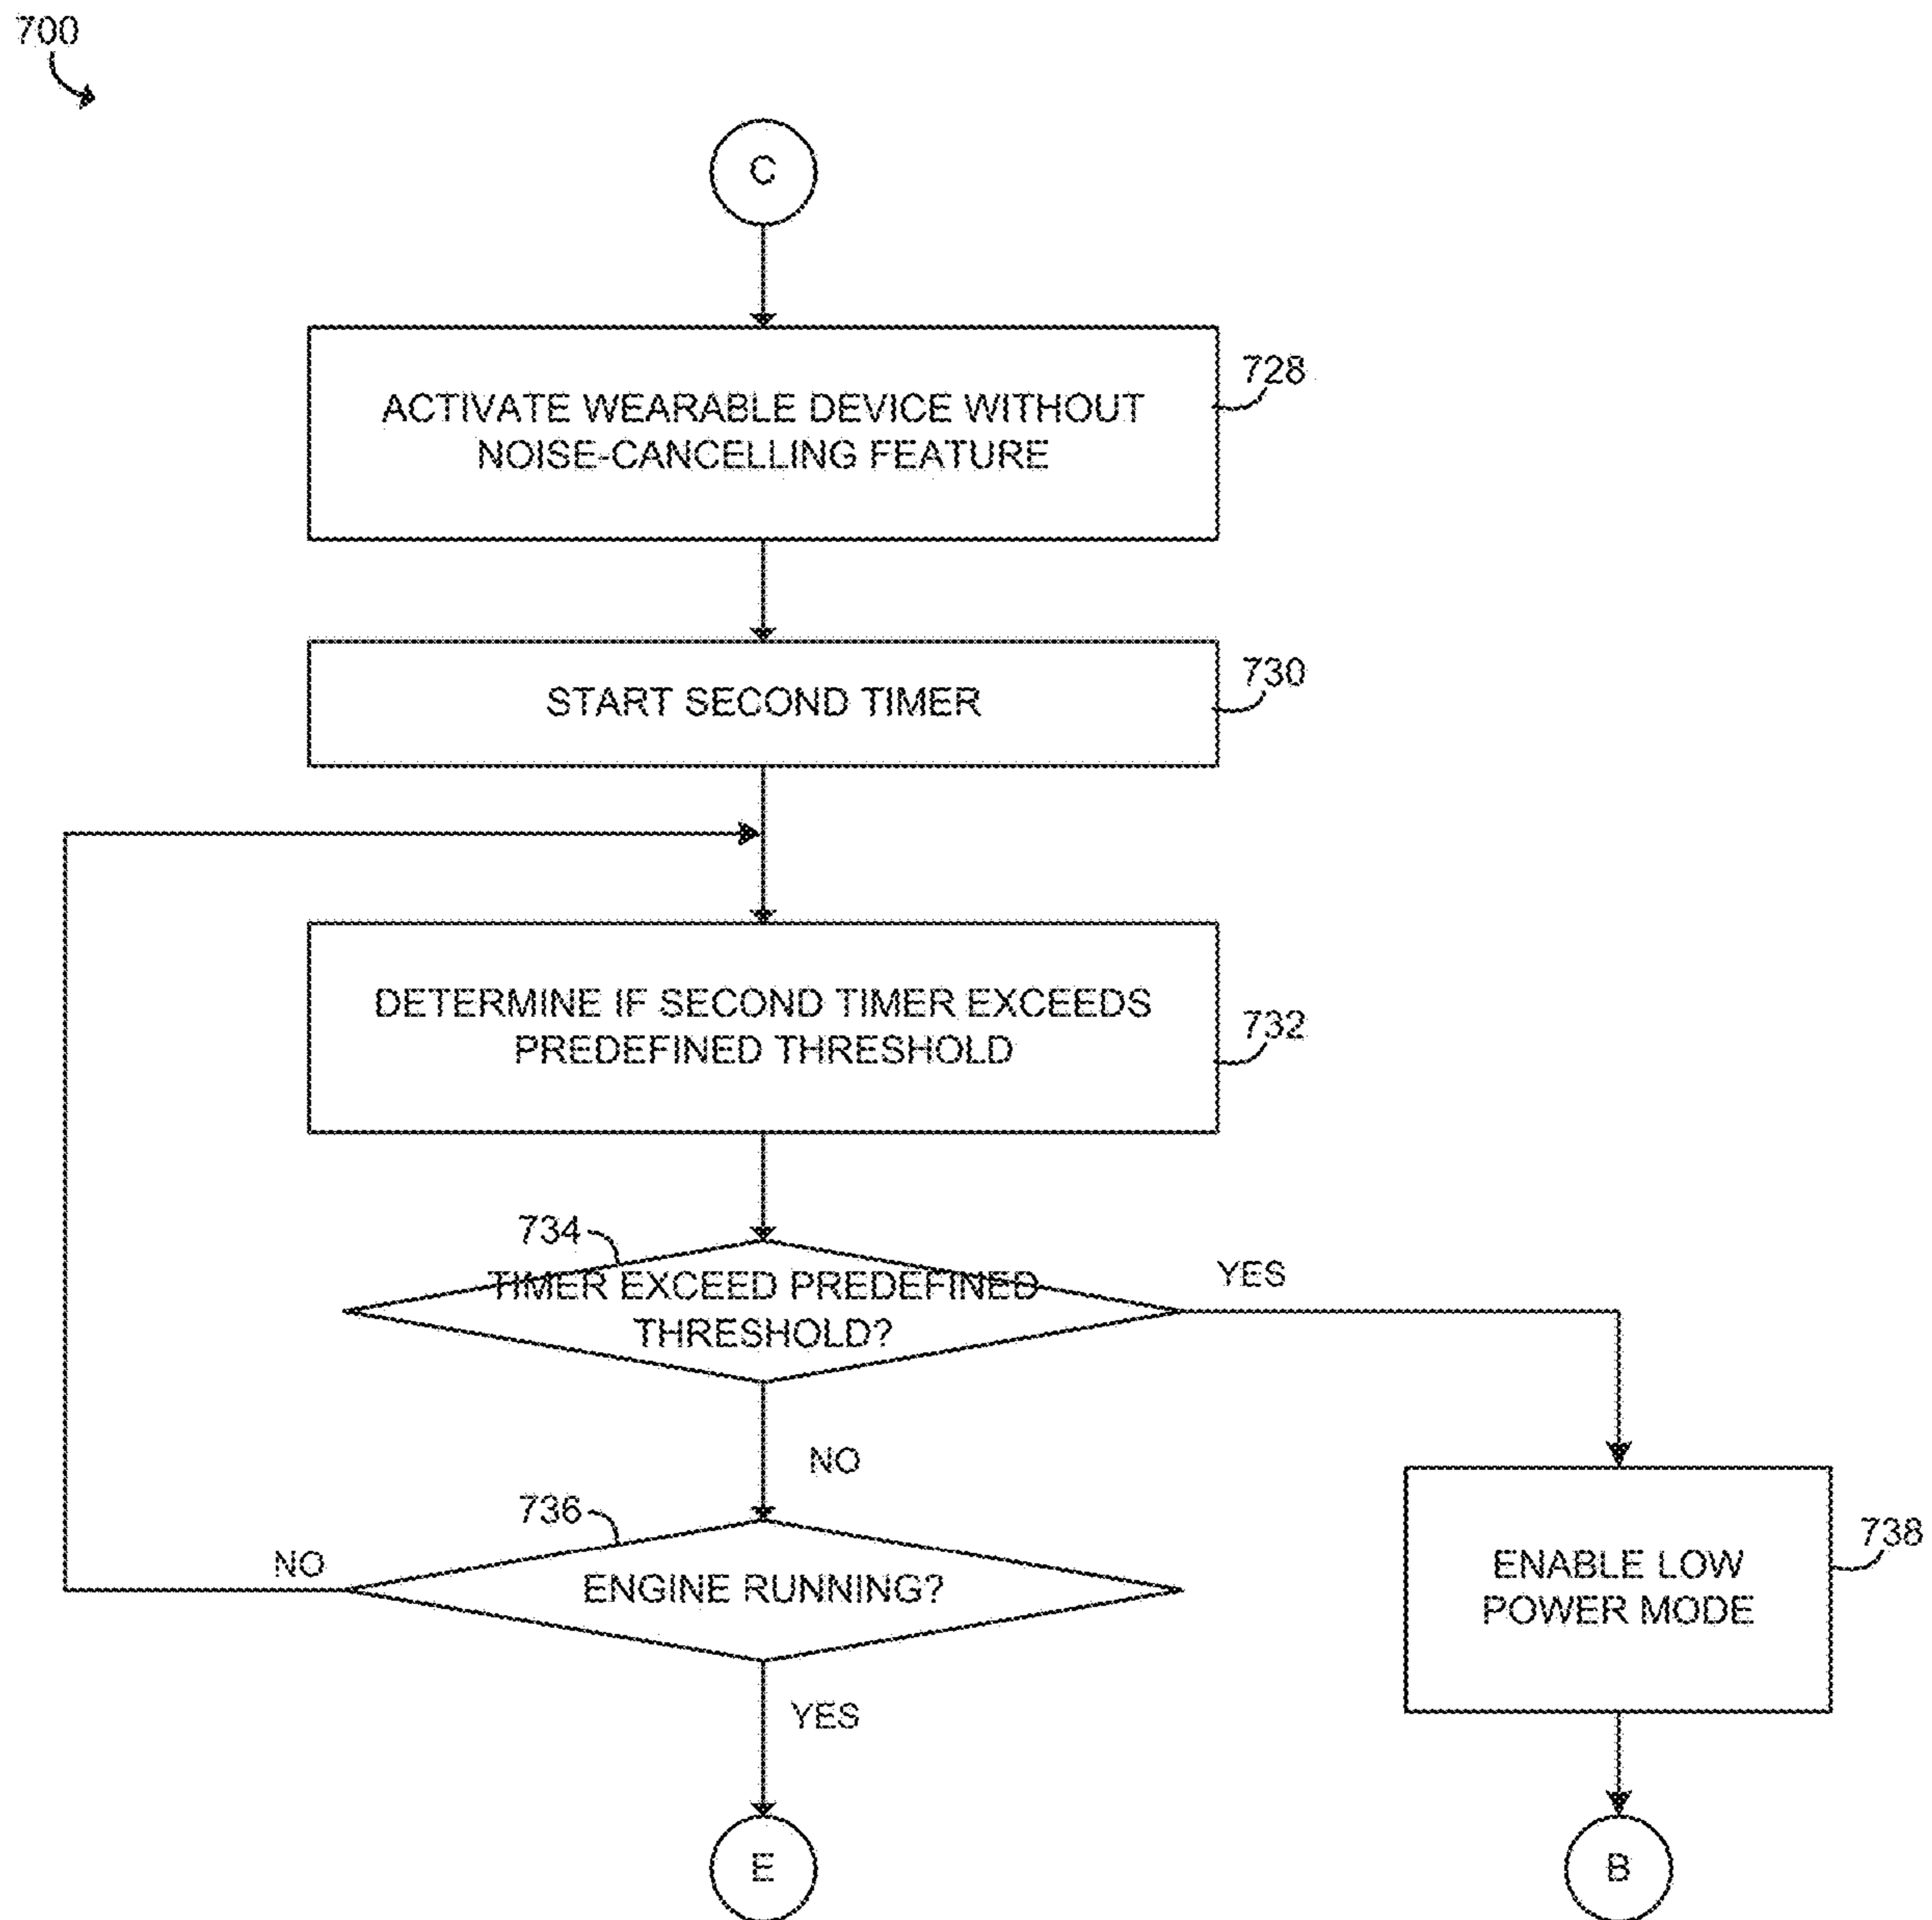 700
C
ACTIVATE WEARABLE DEVICE WITHOUT
NOISE-CANCELLING FEATURE
728
START SECOND TIMER
730
DETERMINE IF SECOND TIMER EXCEEDS
PREDEFINED THRESHOLD
732
734
TIMER EXCEED PREDEFINED
THRESHOLD?
YES
NO
736
ENGINE RUNNING?
NO
YES
ENABLE LOW
POWER MODE
738
E
B